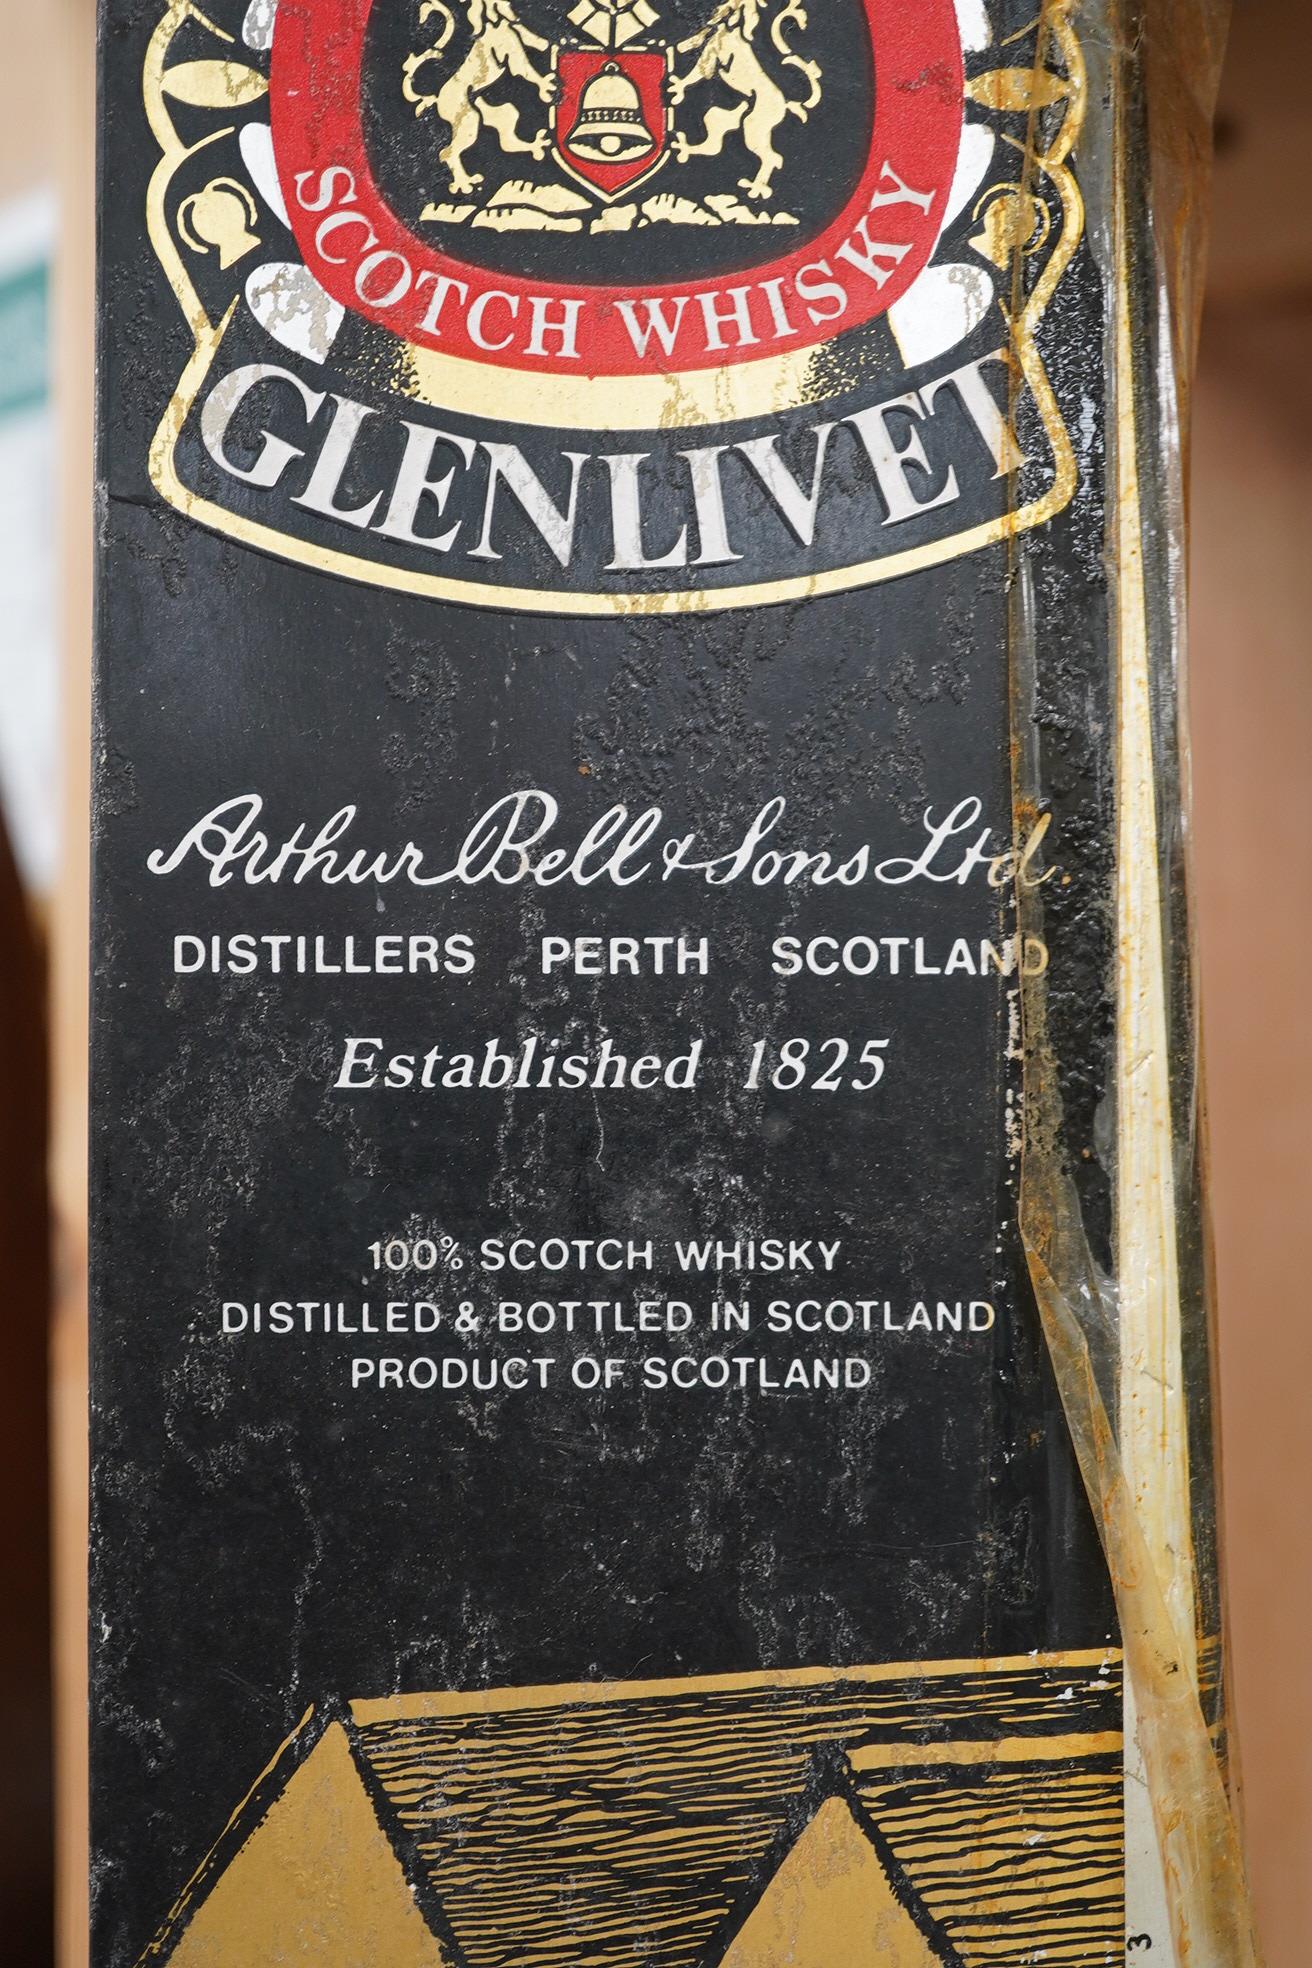 SCOTCH WHISKY
GLENLIVET
Arthur Bell & Sons Ltd.
DISTILLERS PERTH SCOTLAND
Established 1825
100% SCOTCH WHISKY
DISTILLED & BOTTLED IN SCOTLAND
PRODUCT OF SCOTLAND
3